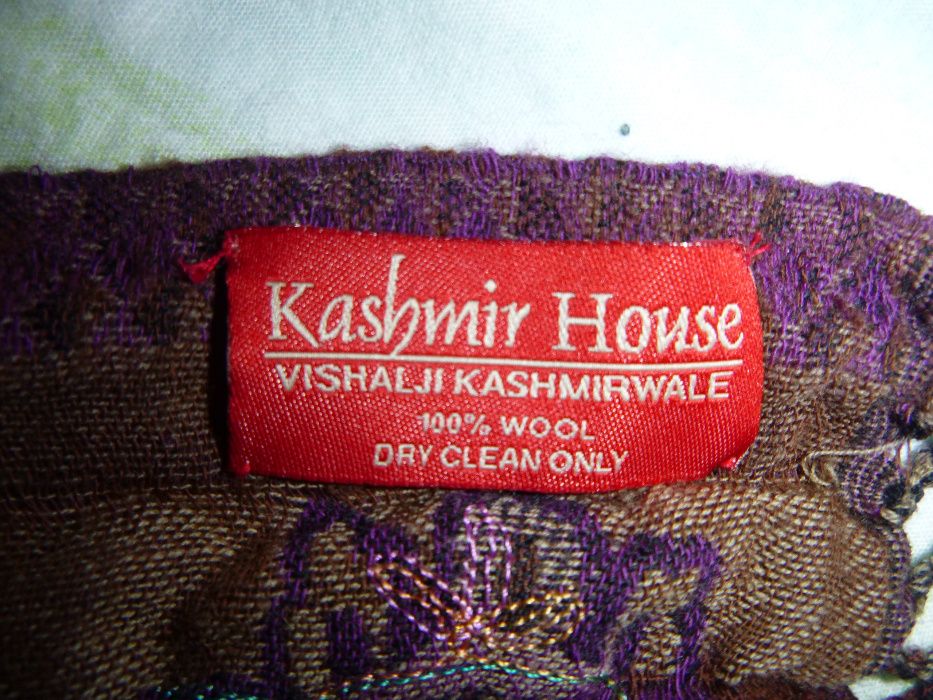 Kashmir House
VISHALJI KASHMIRWALE
100% WOOL
DRY CLEAN ONLY